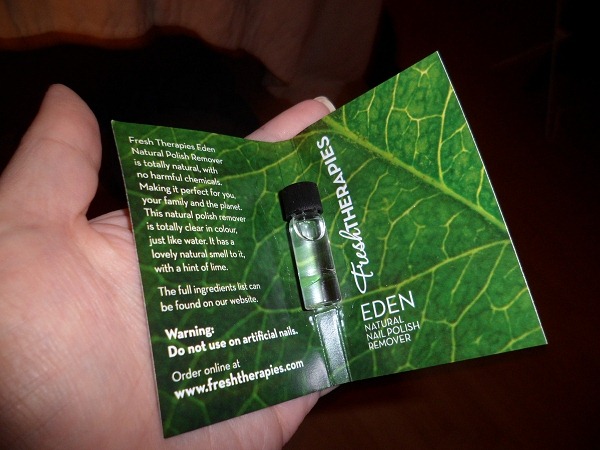 Fresh Therapies Eden
Natural Polish Remover
is totally natural, with
no harmful chemicals.
Making it perfect for you,
your family and the planet.
This natural polish remover
is totally clear in colour,
just like water. It has a
lovely natural smell to it,
with a hint of lime.
The full ingredients list can
be found on our website.
Warning:
Do not use on artificial nails.
Order online at
www.freshtherapies.com
freshTHERAPIES
EDEN
NATURAL
NAIL POLISH
REMOVER